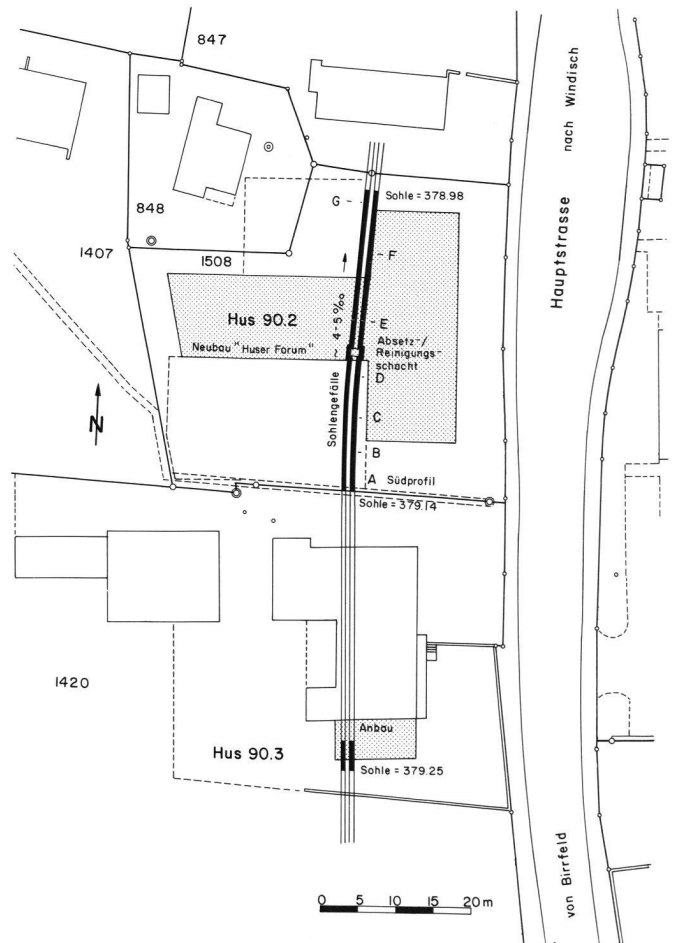 847
nach Windisch
Hauptstrasse
848
1407
1508
G
Sohle = 378.98
F
Hus 90.2
Neubau "Huser Forum"
~ 4-5 ‰
Sohlengefälle
E
Absetz-/
Reinigungs-
schacht
D
C
B
N
A Südprofil
Sohle = 379.14
1420
Hus 90.3
Anbau
Sohle = 379.25
von Birrfeld
0 5 10 15 20 m